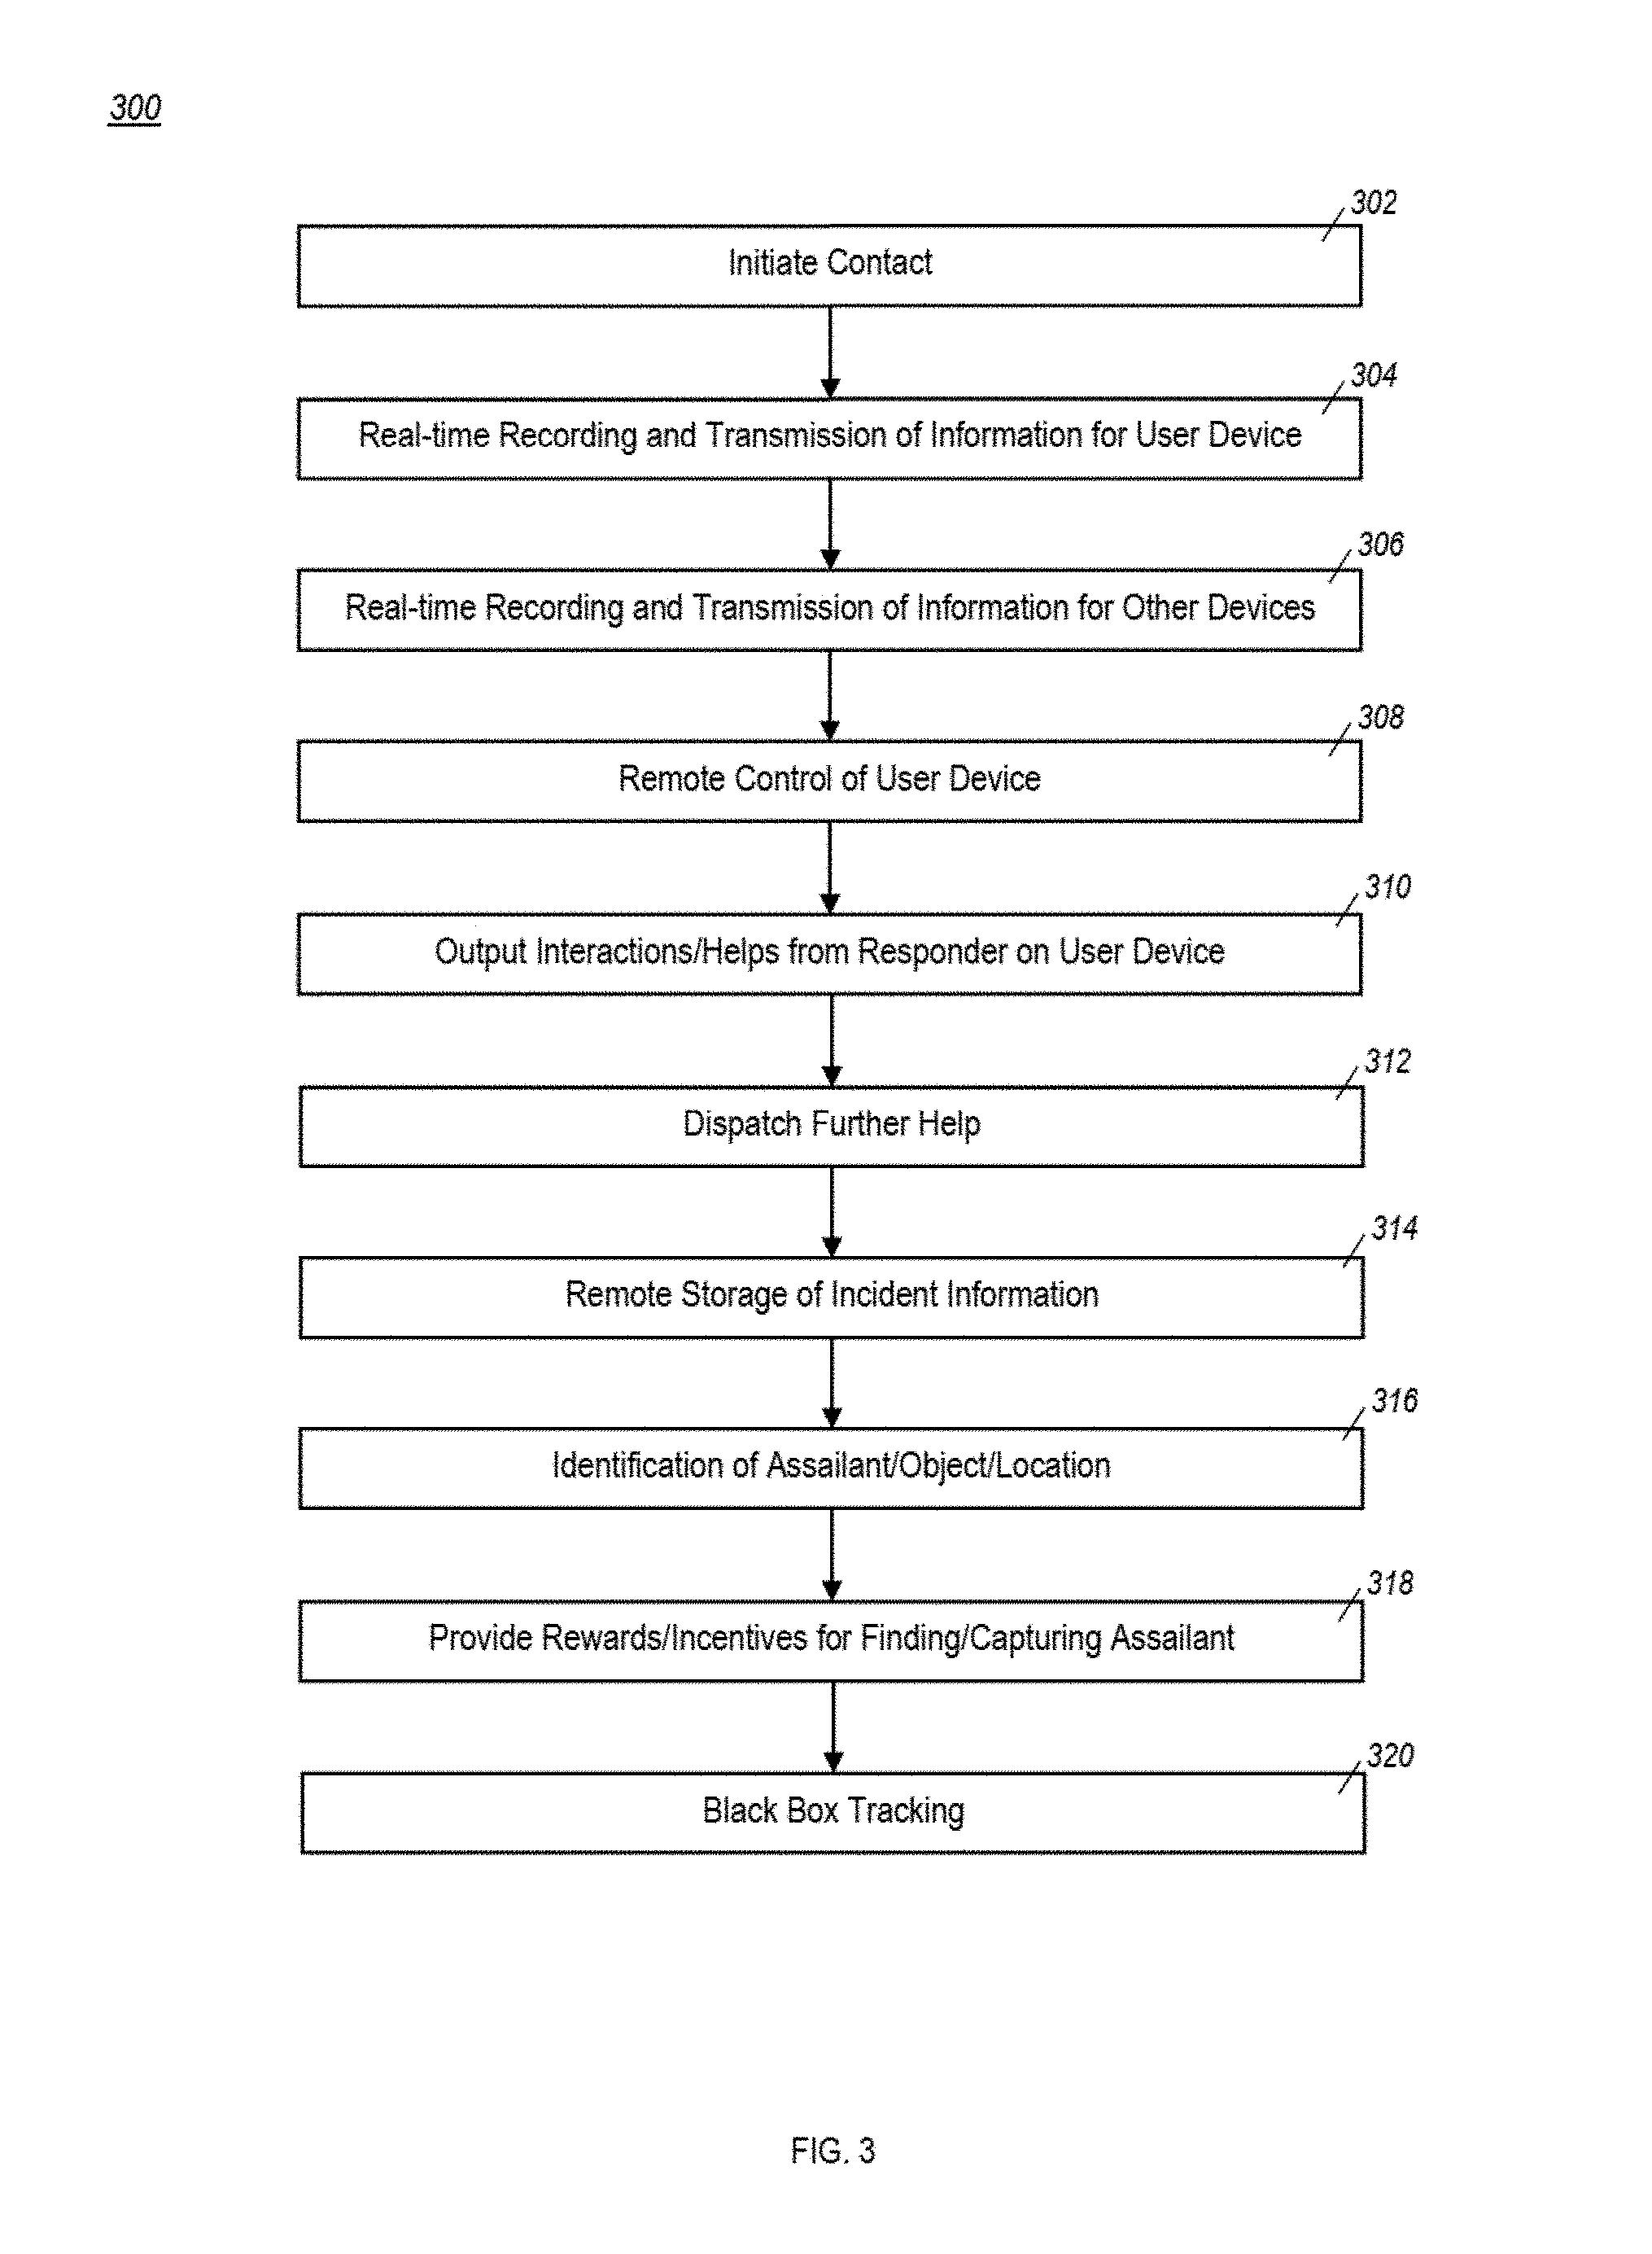 300
302
Initiate Contact
304
Real-time Recording and Transmission of Information for User Device
306
Real-time Recording and Transmission of Information for Other Devices
308
Remote Control of User Device
310
Output Interactions/Helps from Responder on User Device
312
Dispatch Further Help
314
Remote Storage of Incident Information
316
Identification of Assailant/Object/Location
318
Provide Rewards/Incentives for Finding/Capturing Assailant
320
Black Box Tracking
FIG. 3